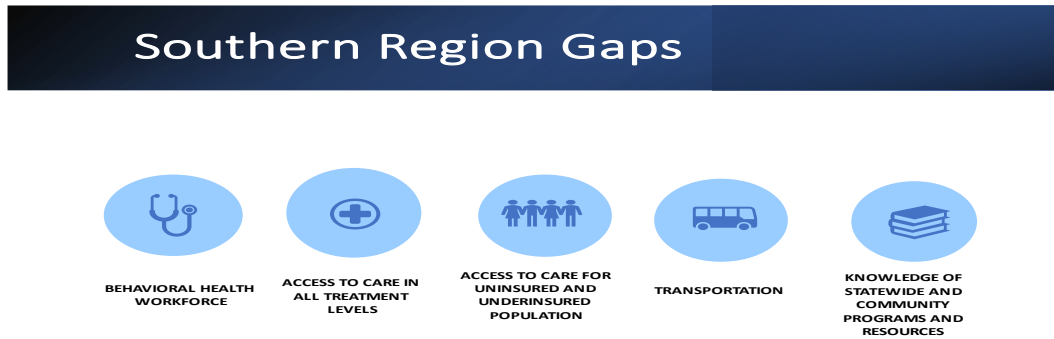 Southern Region Gaps
BEHAVIORAL HEALTH
WORKFORCE
ACCESS TO CARE IN
ALL TREATMENT
LEVELS
ACCESS TO CARE FOR
UNINSURED AND
UNDERINSURED
POPULATION
TRANSPORTATION
KNOWLEDGE OF
STATEWIDE AND
COMMUNITY
PROGRAMS AND
RESOURCES